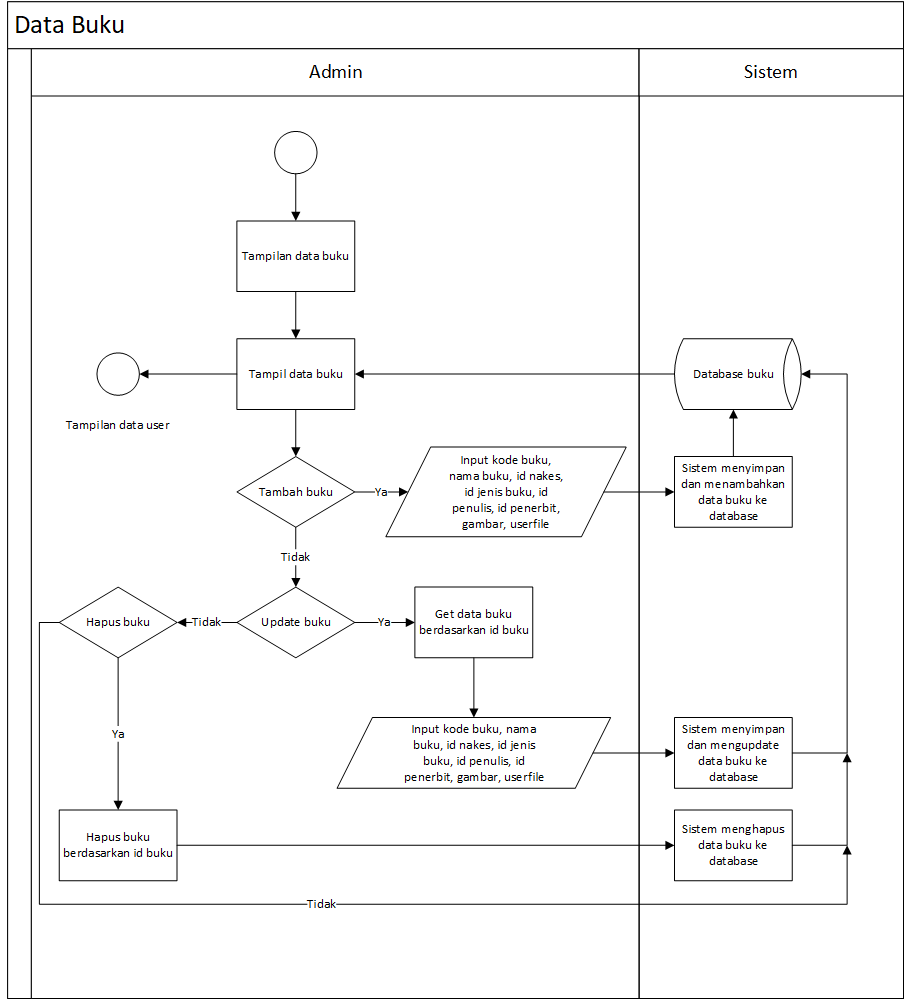 Data Buku
Admin
Sistem
Tampilan data buku
Tampil data buku
Database buku
Tampilan data user
Tambah buku
Ya
Input kode buku,
nama buku, id nakes,
id jenis buku, id
penulis, id penerbit,
gambar, userfile
Sistem menyimpan
dan menambahkan
data buku ke
database
Tidak
Hapus buku
Tidak
Update buku
Ya
Get data buku
berdasarkan id buku
Ya
Input kode buku, nama
buku, id nakes, id jenis
buku, id penulis, id
penerbit, gambar, userfile
Sistem menyimpan
dan mengupdate
data buku ke
database
Hapus buku
berdasarkan id buku
Sistem menghapus
data buku ke
database
Tidak